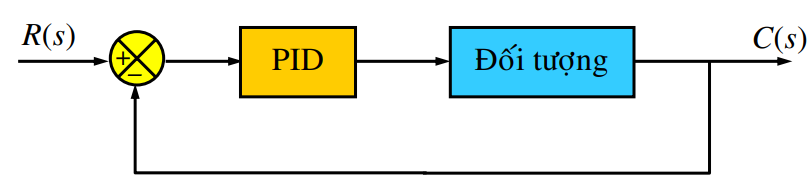 R(s)
+
−
PID
Đối tượng
C(s)